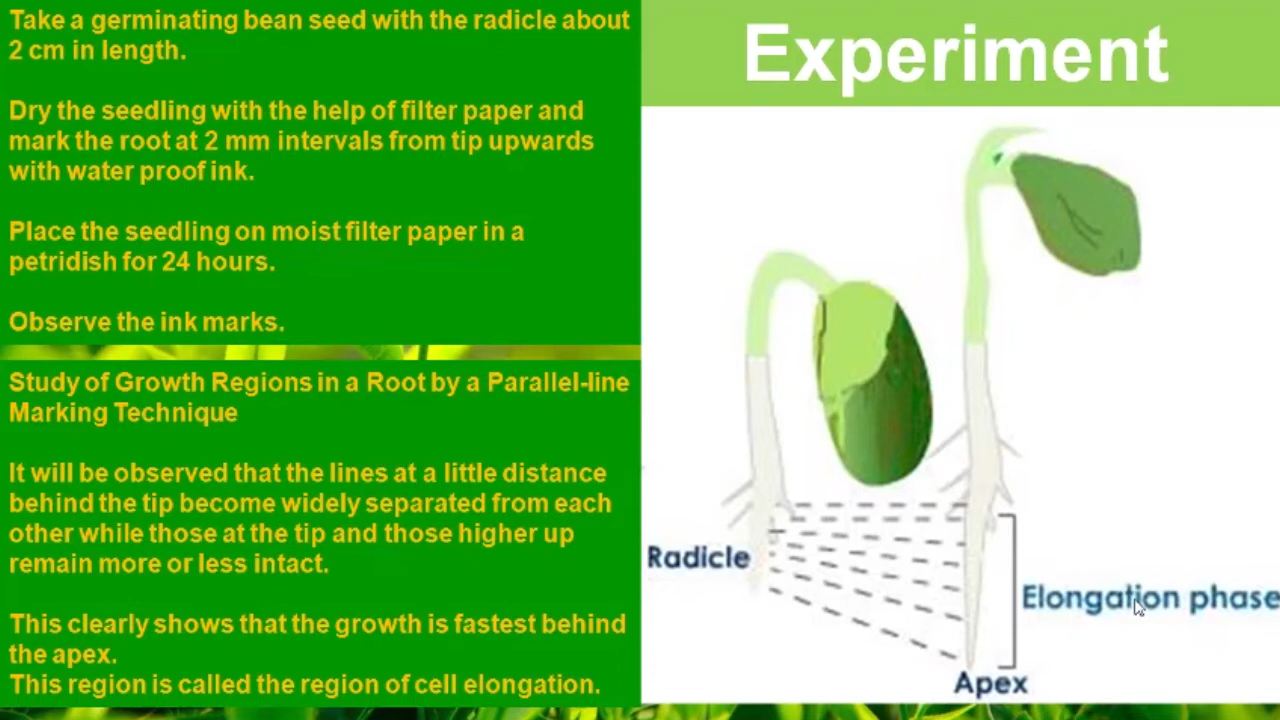 Take a germinating bean seed with the radicle about
2 cm in length.
Dry the seedling with the help of filter paper and
mark the root at 2 mm intervals from tip upwards
with water proof ink.
Place the seedling on moist filter paper in a
petridish for 24 hours.
Observe the ink marks.
Study of Growth Regions in a Root by a Parallel-line
Marking Technique
It will be observed that the lines at a little distance
behind the tip become widely separated from each
other while those at the tip and those higher up
remain more or less intact.
This clearly shows that the growth is fastest behind
the apex.
This region is called the region of cell elongation.
Experiment
Radicle
Elongation phase
Apex